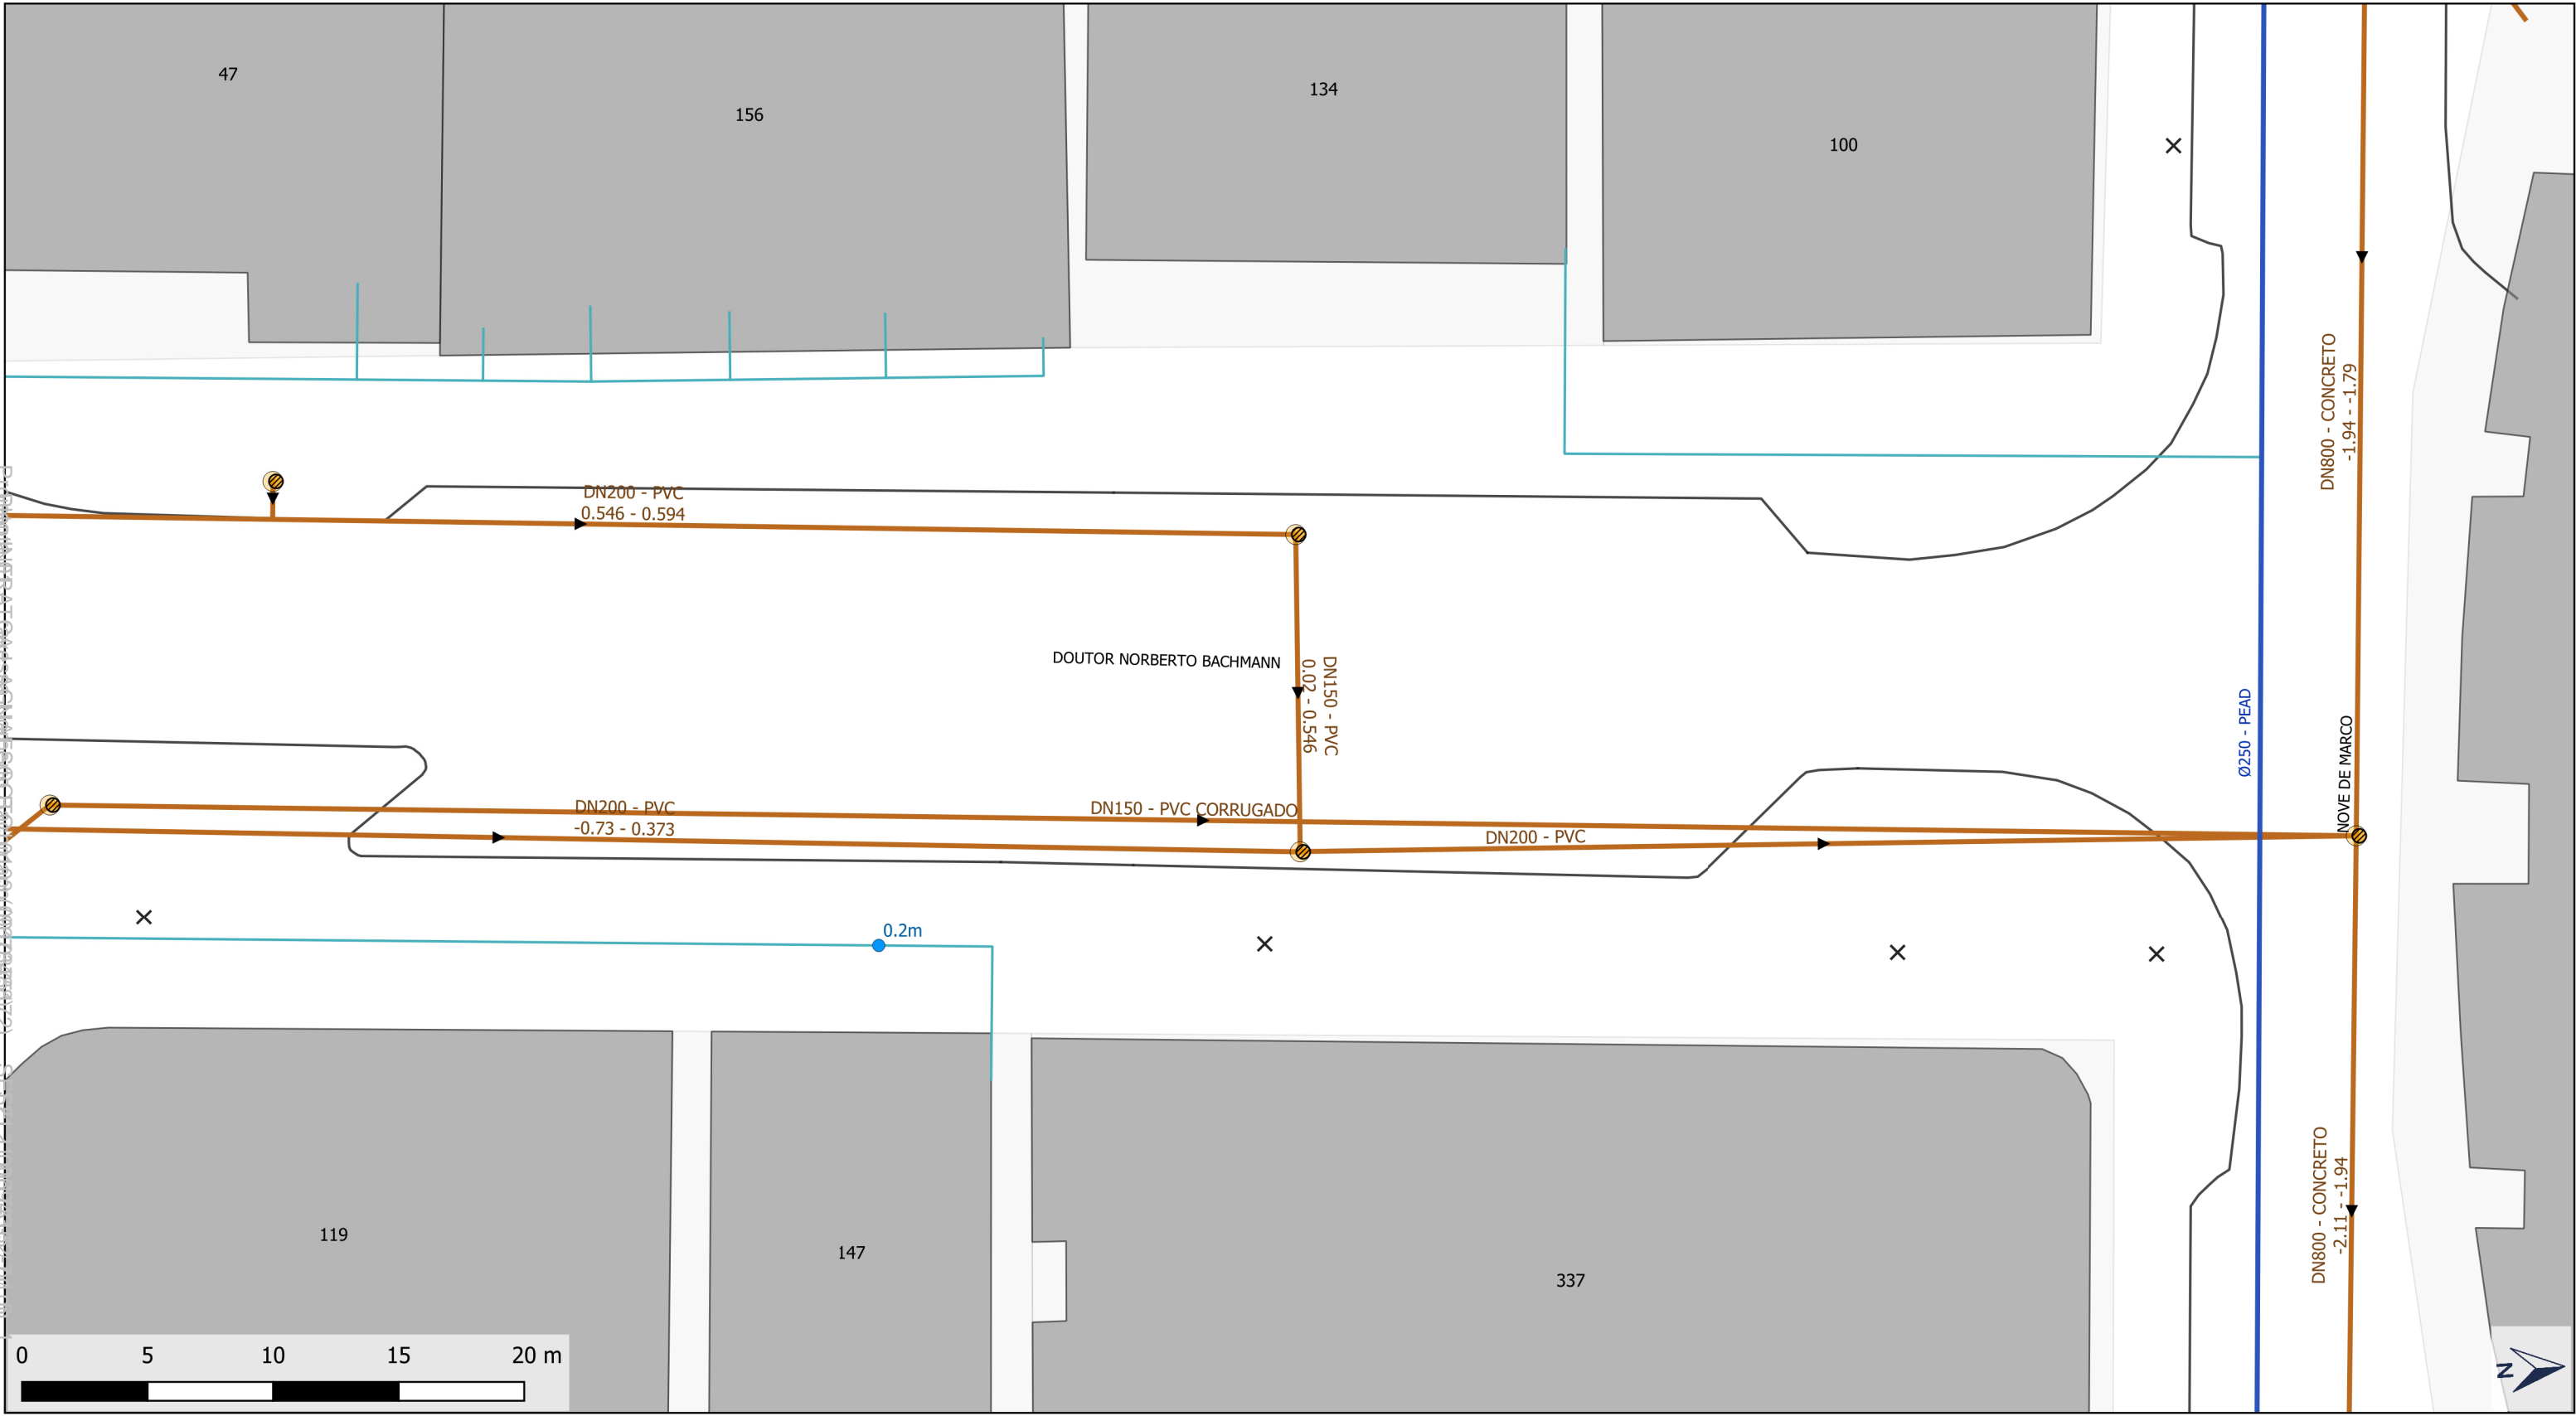 47
156
134
100
DN200 - PVC
0.546 - 0.594
DN800 - CONCRETO
-1.94 - -1.79
DOUTOR NORBERTO BACHMANN
DN150 - PVC
0.02 - 0.546
Ø250 - PEAD
NOVE DE MARCO
DN200 - PVC
-0.73 - 0.373
DN150 - PVC CORRUGADO
DN200 - PVC
0.2m
DN800 - CONCRETO
-2.11 - -1.94
119
147
337
0 5 10 15 20 m
N